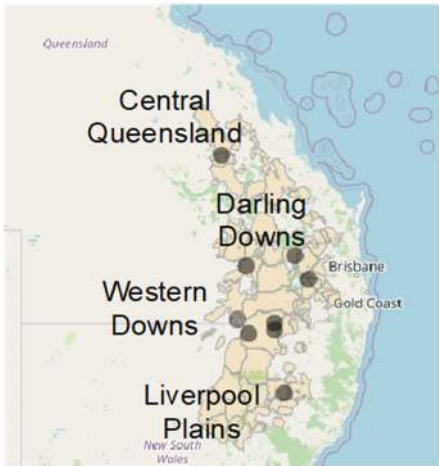 Queensland
Central
Queensland
Darling
Downs
Brisbane
Western
Downs
Gold Coast
Liverpool
Plains
New South
Wales